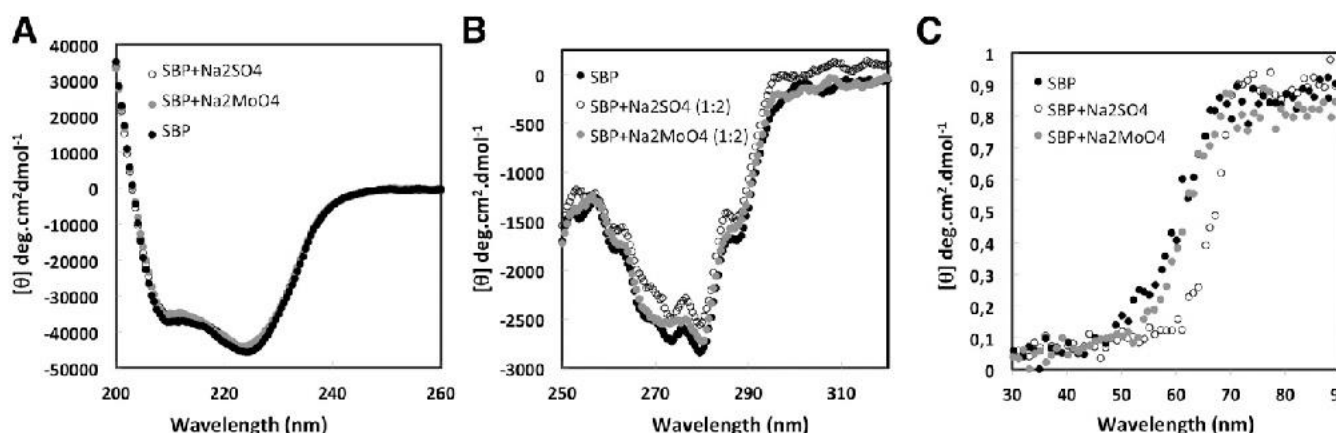 A
[θ] deg.cm²dmol⁻¹
40000
30000
20000
10000
0
-10000
-20000
-30000
-40000
-50000
SBP+Na2SO4
SBP+Na2MoO4
SBP
200 220 240 260
Wavelength (nm)
B
[θ] deg.cm².dmol⁻¹
0
-500
-1000
-1500
-2000
-2500
-3000
SBP
SBP+Na2SO4 (1:2)
SBP+Na2MoO4 (1:2)
250 270 290 310
Wavelength (nm)
C
[θ] deg.cm².dmol⁻¹
1
0,9
0,8
0,7
0,6
0,5
0,4
0,3
0,2
0,1
0
SBP
SBP+Na2SO4
SBP+Na2MoO4
30 40 50 60 70 80 9
Wavelength (nm)